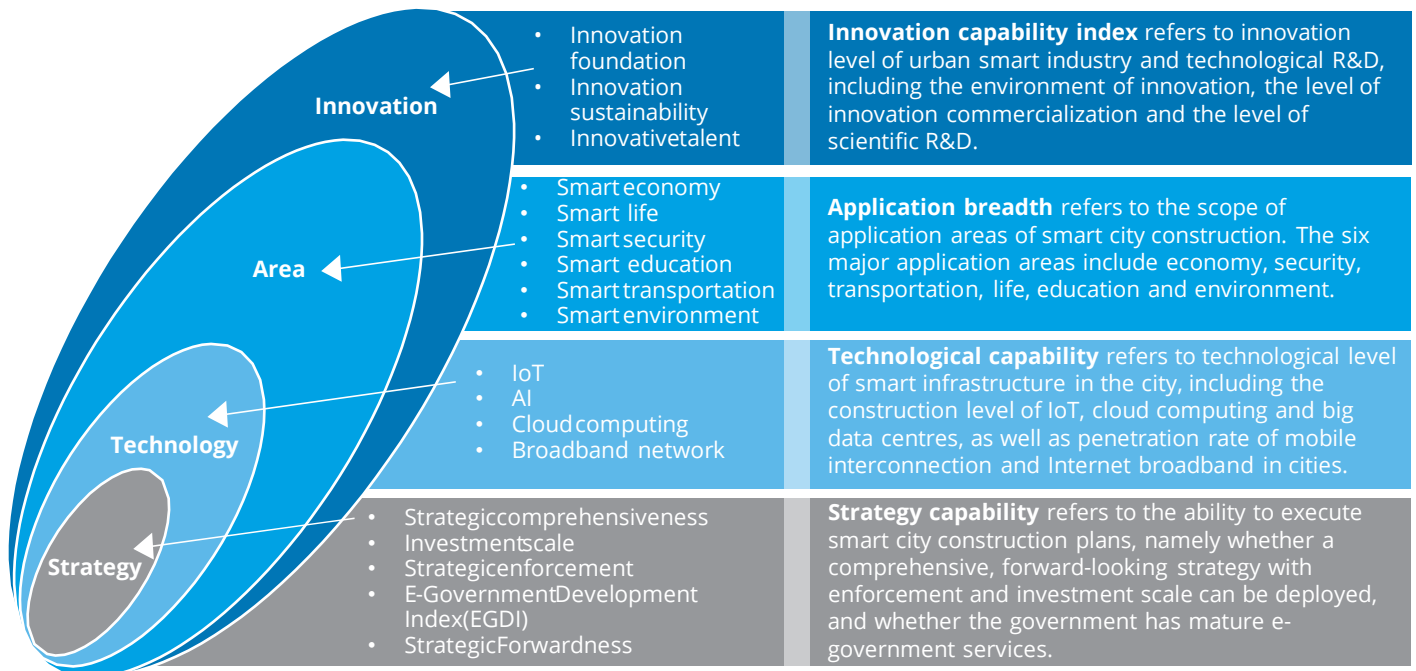 Innovation
• Innovation
foundation
• Innovation
sustainability
• Innovativetalent
Innovation capability index refers to innovation
level of urban smart industry and technological R&D,
including the environment of innovation, the level of
innovation commercialization and the level of
scientific R&D.
Area
• Smarteconomy
• Smart life
• Smartsecurity
• Smart education
• Smarttransportation
• Smartenvironment
Application breadth refers to the scope of
application areas of smart city construction. The six
major application areas include economy, security,
transportation, life, education and environment.
Technology
• IoT
• AI
• Cloudcomputing
• Broadband network
Technological capability refers to technological level
of smart infrastructure in the city, including the
construction level of IoT, cloud computing and big
data centres, as well as penetration rate of mobile
interconnection and Internet broadband in cities.
Strategy
• Strategiccomprehensiveness
• Investmentscale
• Strategicenforcement
• E-GovernmentDevelopment
Index(EGDI)
• StrategicForwardness
Strategy capability refers to the ability to execute
smart city construction plans, namely whether a
comprehensive, forward-looking strategy with
enforcement and investment scale can be deployed,
and whether the government has mature e-
government services.